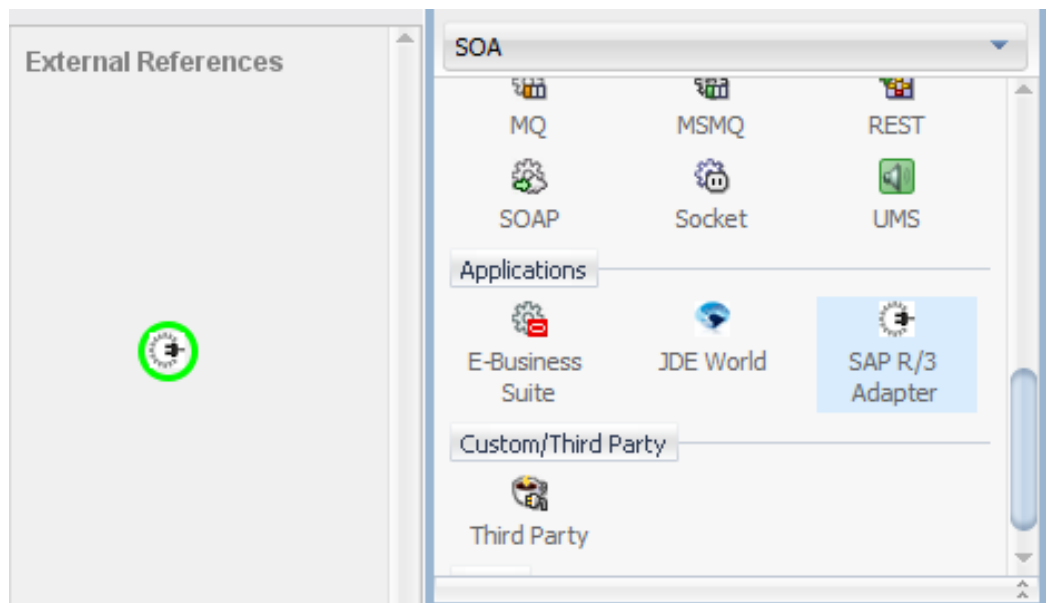 External References
SOA
MQ MSMQ REST
SOAP Socket UMS
Applications
E-Business Suite
JDE World
SAP R/3 Adapter
Custom/Third Party
Third Party